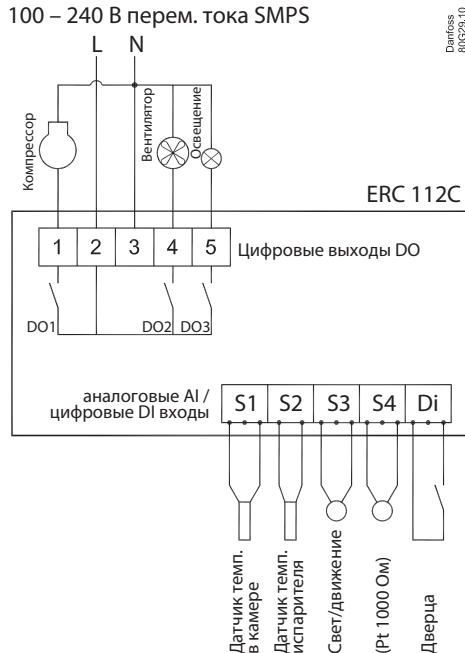 100 – 240 В перем. тока SMPS
Danfoss
80G29.10
L N
Компрессор
Вентилятор
Освещение
ERC 112C
1 2 3 4 5
Цифровые выходы DO
DO1 DO2 DO3
аналоговые AI /
цифровые DI входы
S1 S2 S3 S4 Di
Датчик темп.
в камере
Датчик темп.
испарителя
Свет/движение
(Pt 1000 Ом)
Дверца